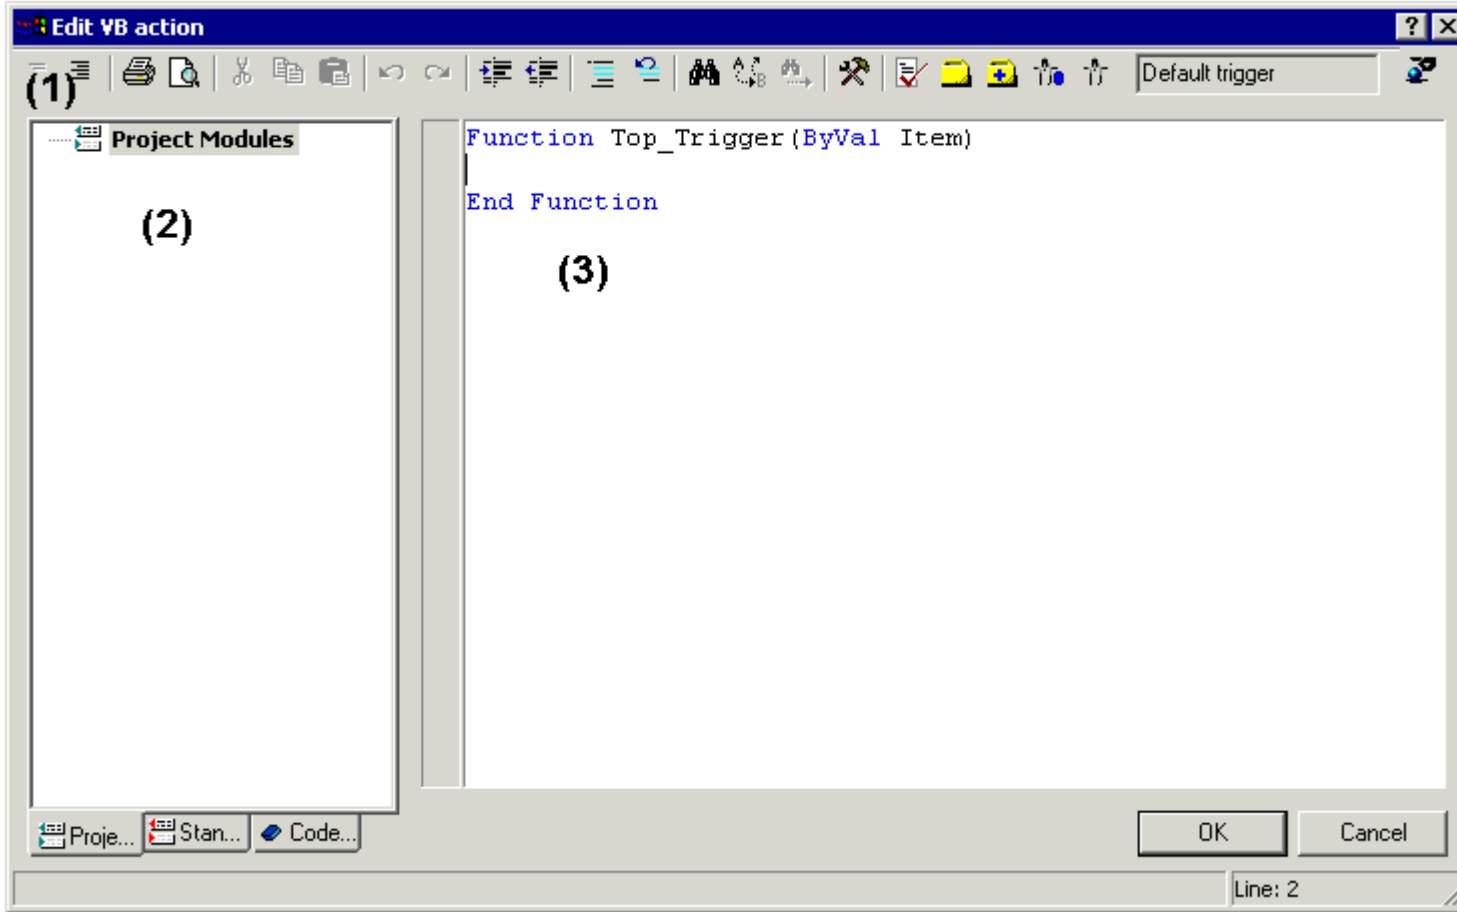 Edit VB action
(1)
Default trigger
Project Modules
Function Top_Trigger(ByVal Item)
End Function
(2)
(3)
Proje... Stan... Code...
OK Cancel
Line: 2